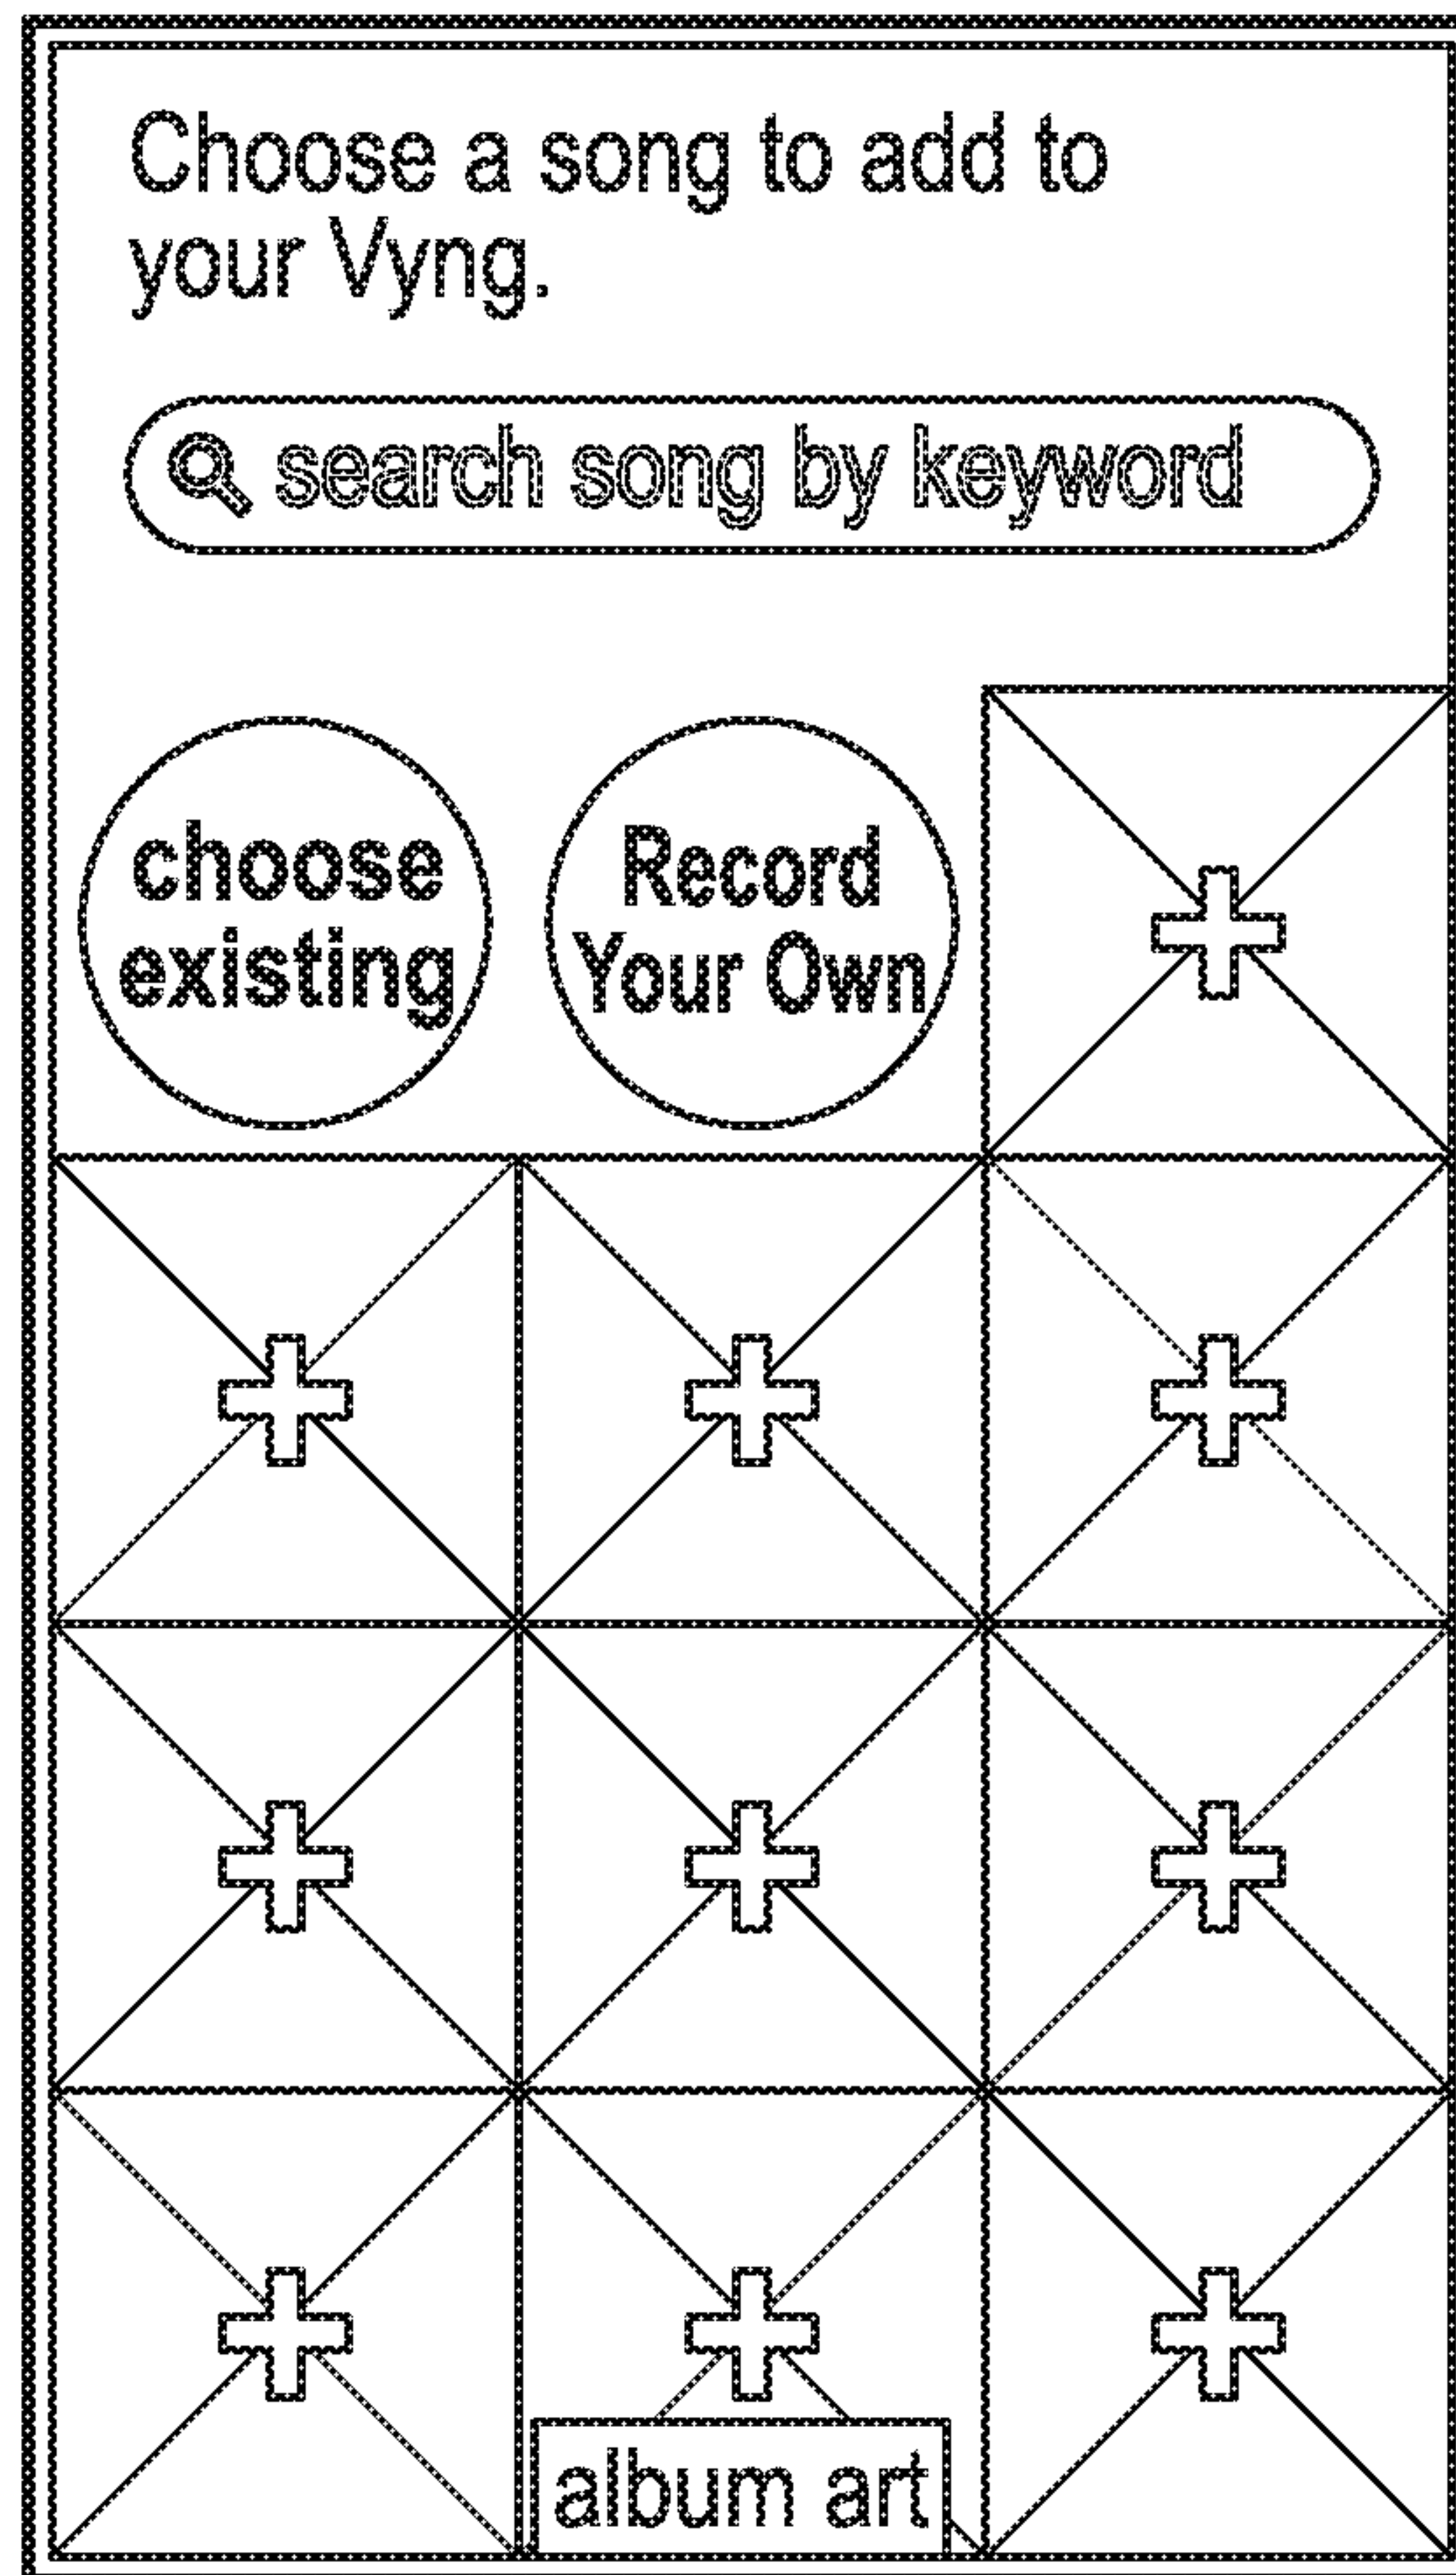 Choose a song to add to
your Vyng.
search song by keyword
choose
existing
Record
Your Own
album art